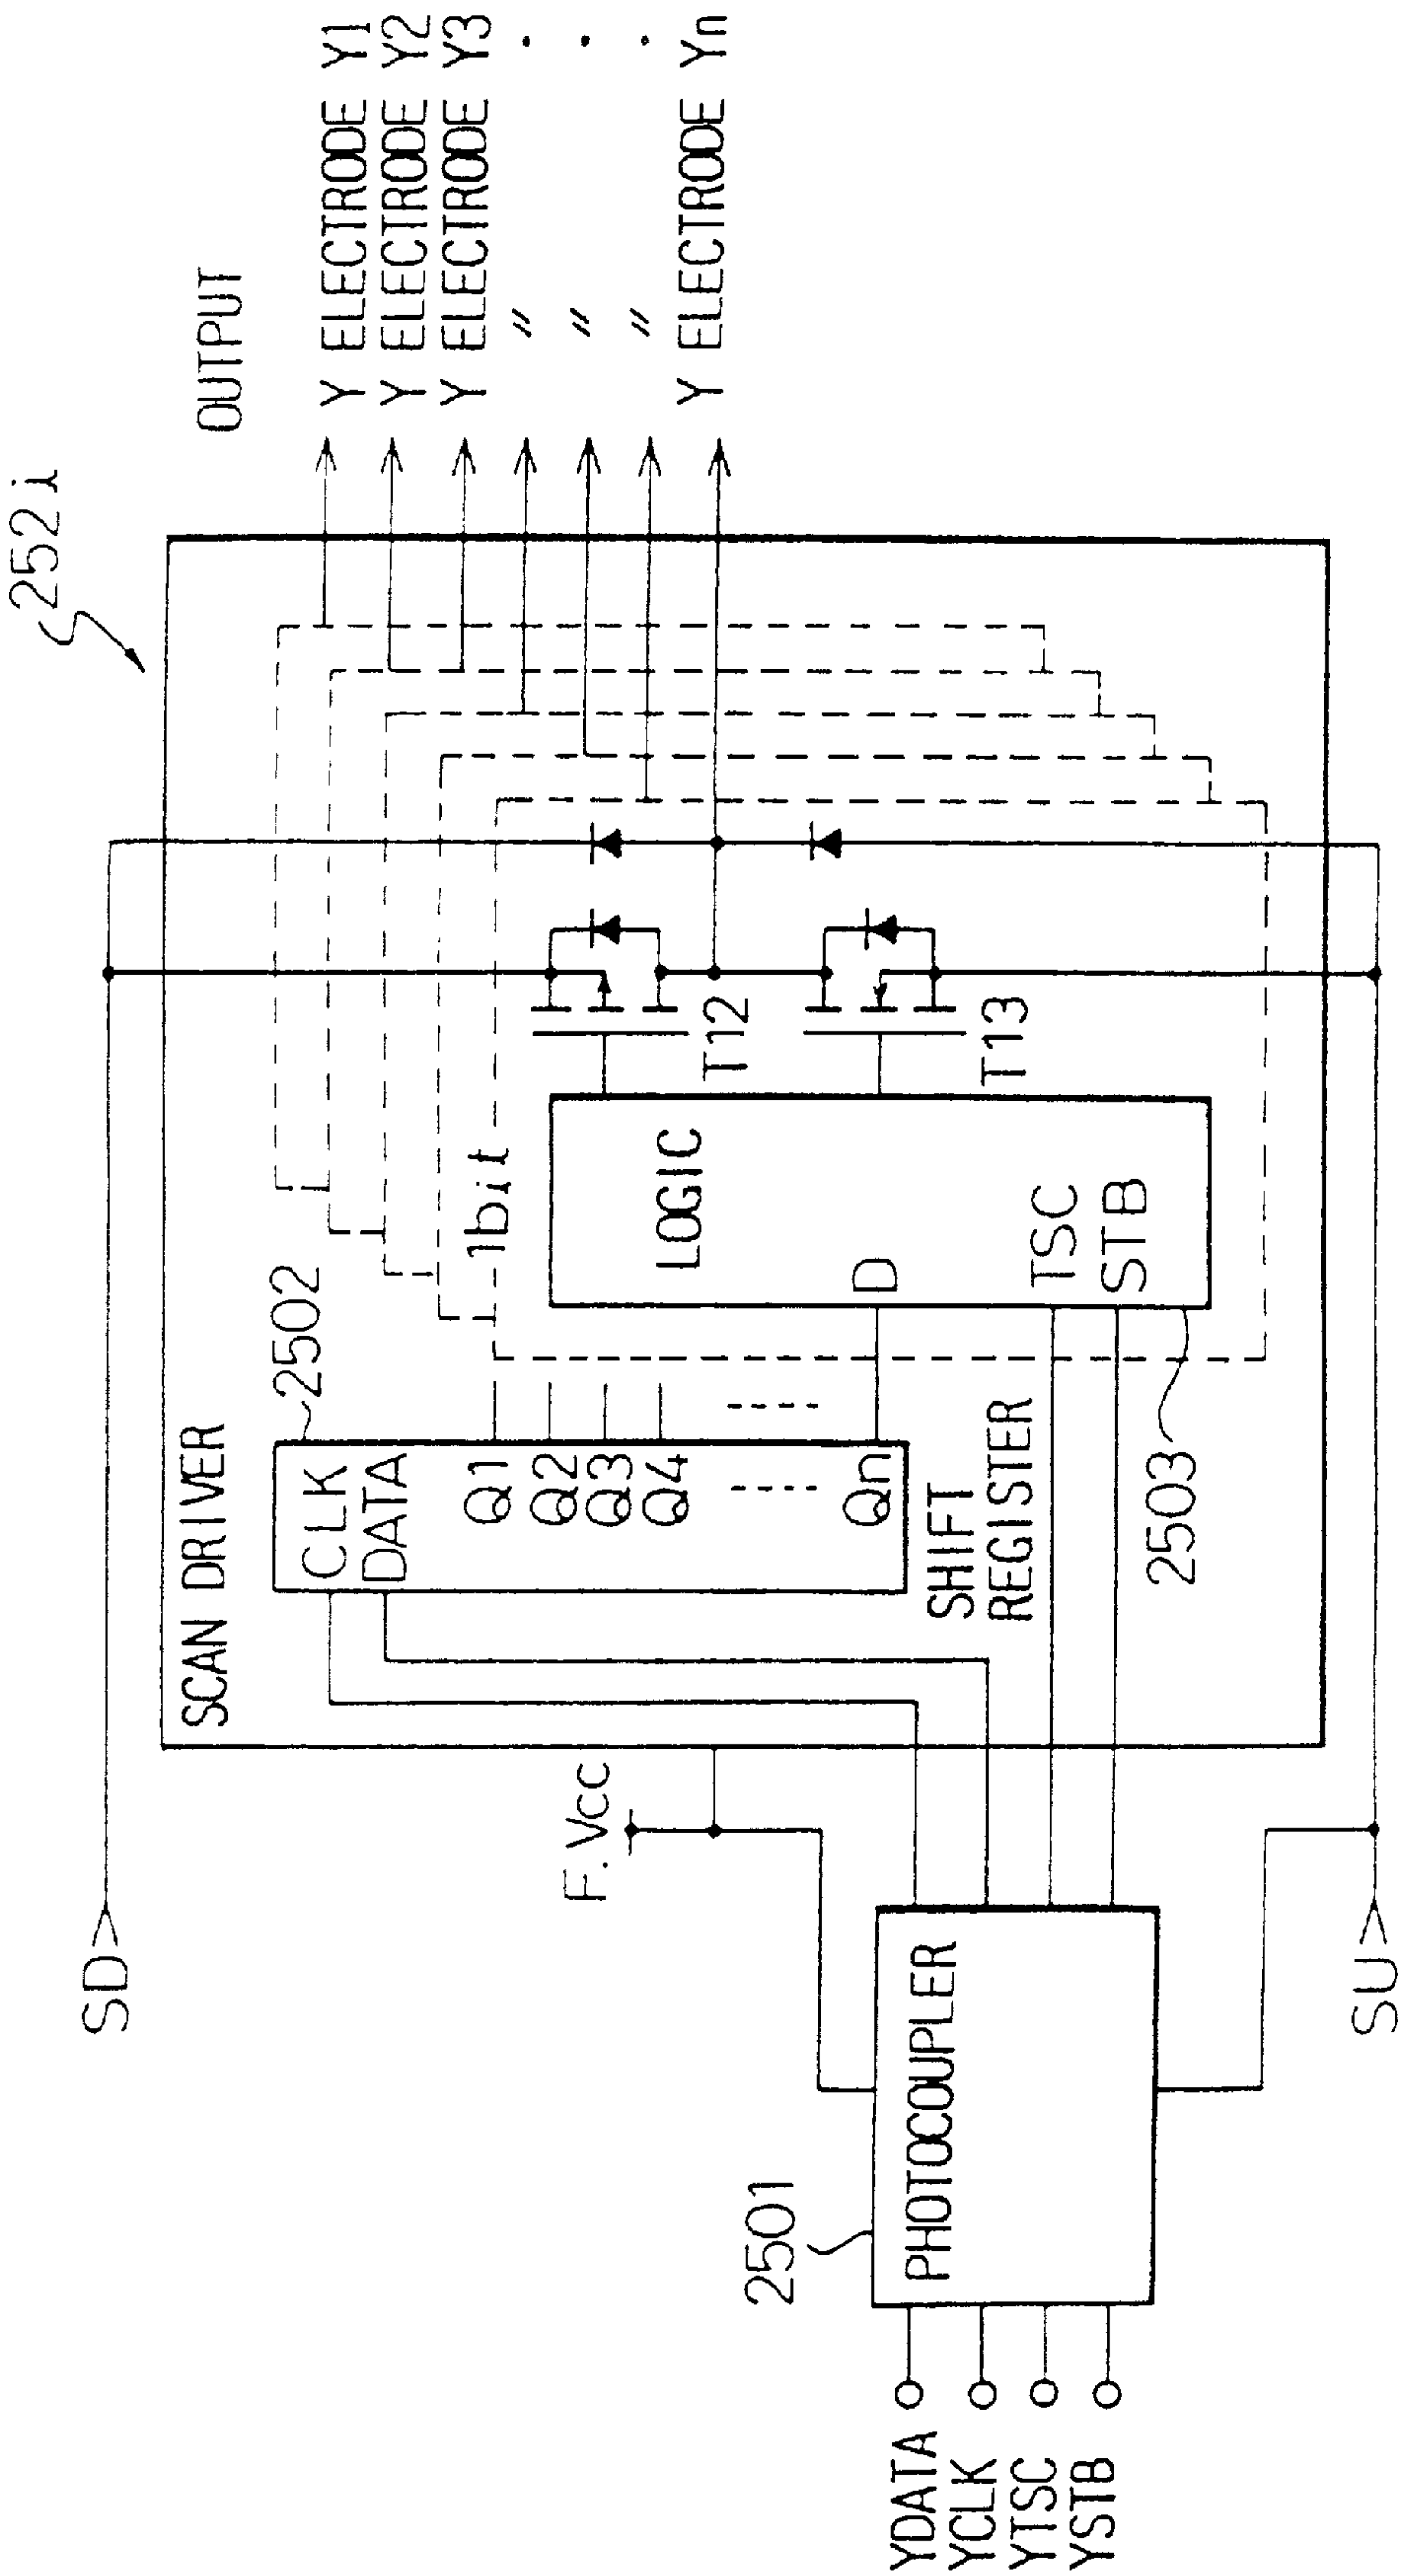 252i
OUTPUT
Y ELECTRODE Y1
Y ELECTRODE Y2
Y ELECTRODE Y3
〃 .
〃 .
〃 .
Y ELECTRODE Yn
SCAN DRIVER
2502
CLK
DATA
Q1
Q2
Q3
Q4
Qn
SHIFT
REGISTER
1bit
LOGIC
D
TSC
STB
2503
T12
T13
SD
F.Vcc
SU
2501
PHOTOCOUPLER
YDATA
YCLK
YTSC
YSTB